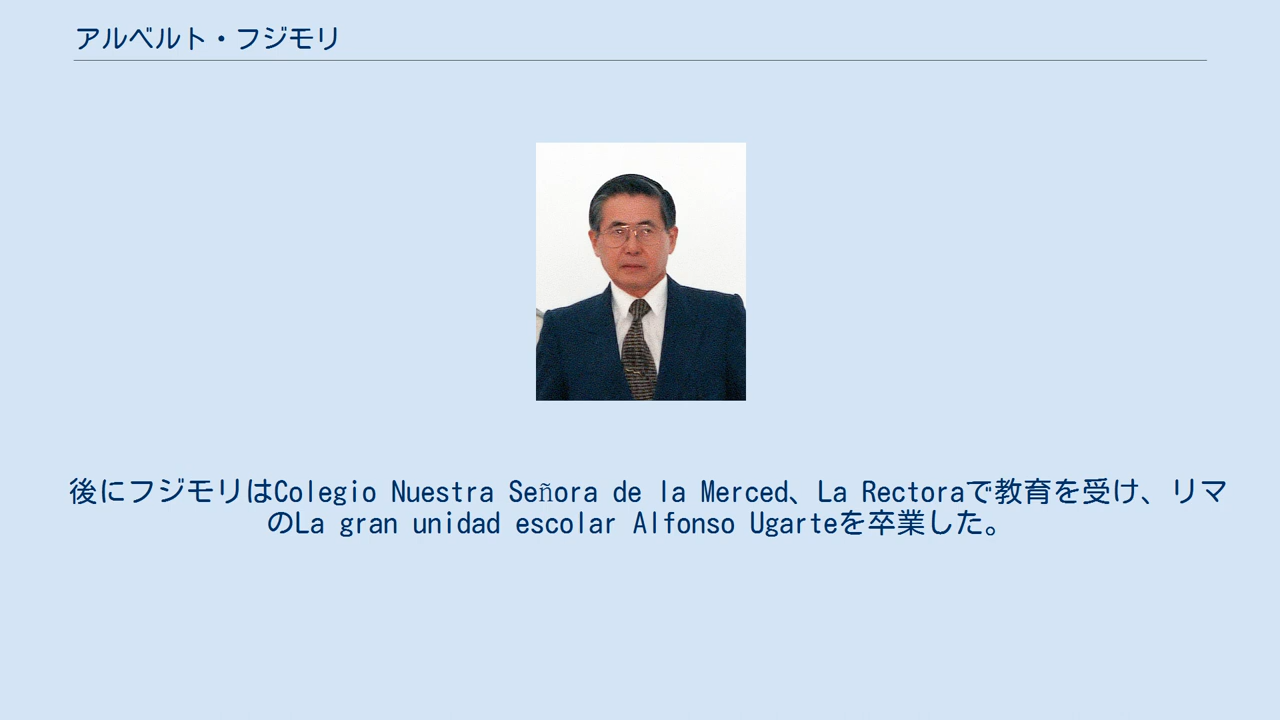 アルベルト・フジモリ
後にフジモリはColegio Nuestra Señora de la Merced、La Rectoraで教育を受け、リマ
のLa gran unidad escolar Alfonso Ugarteを卒業した。